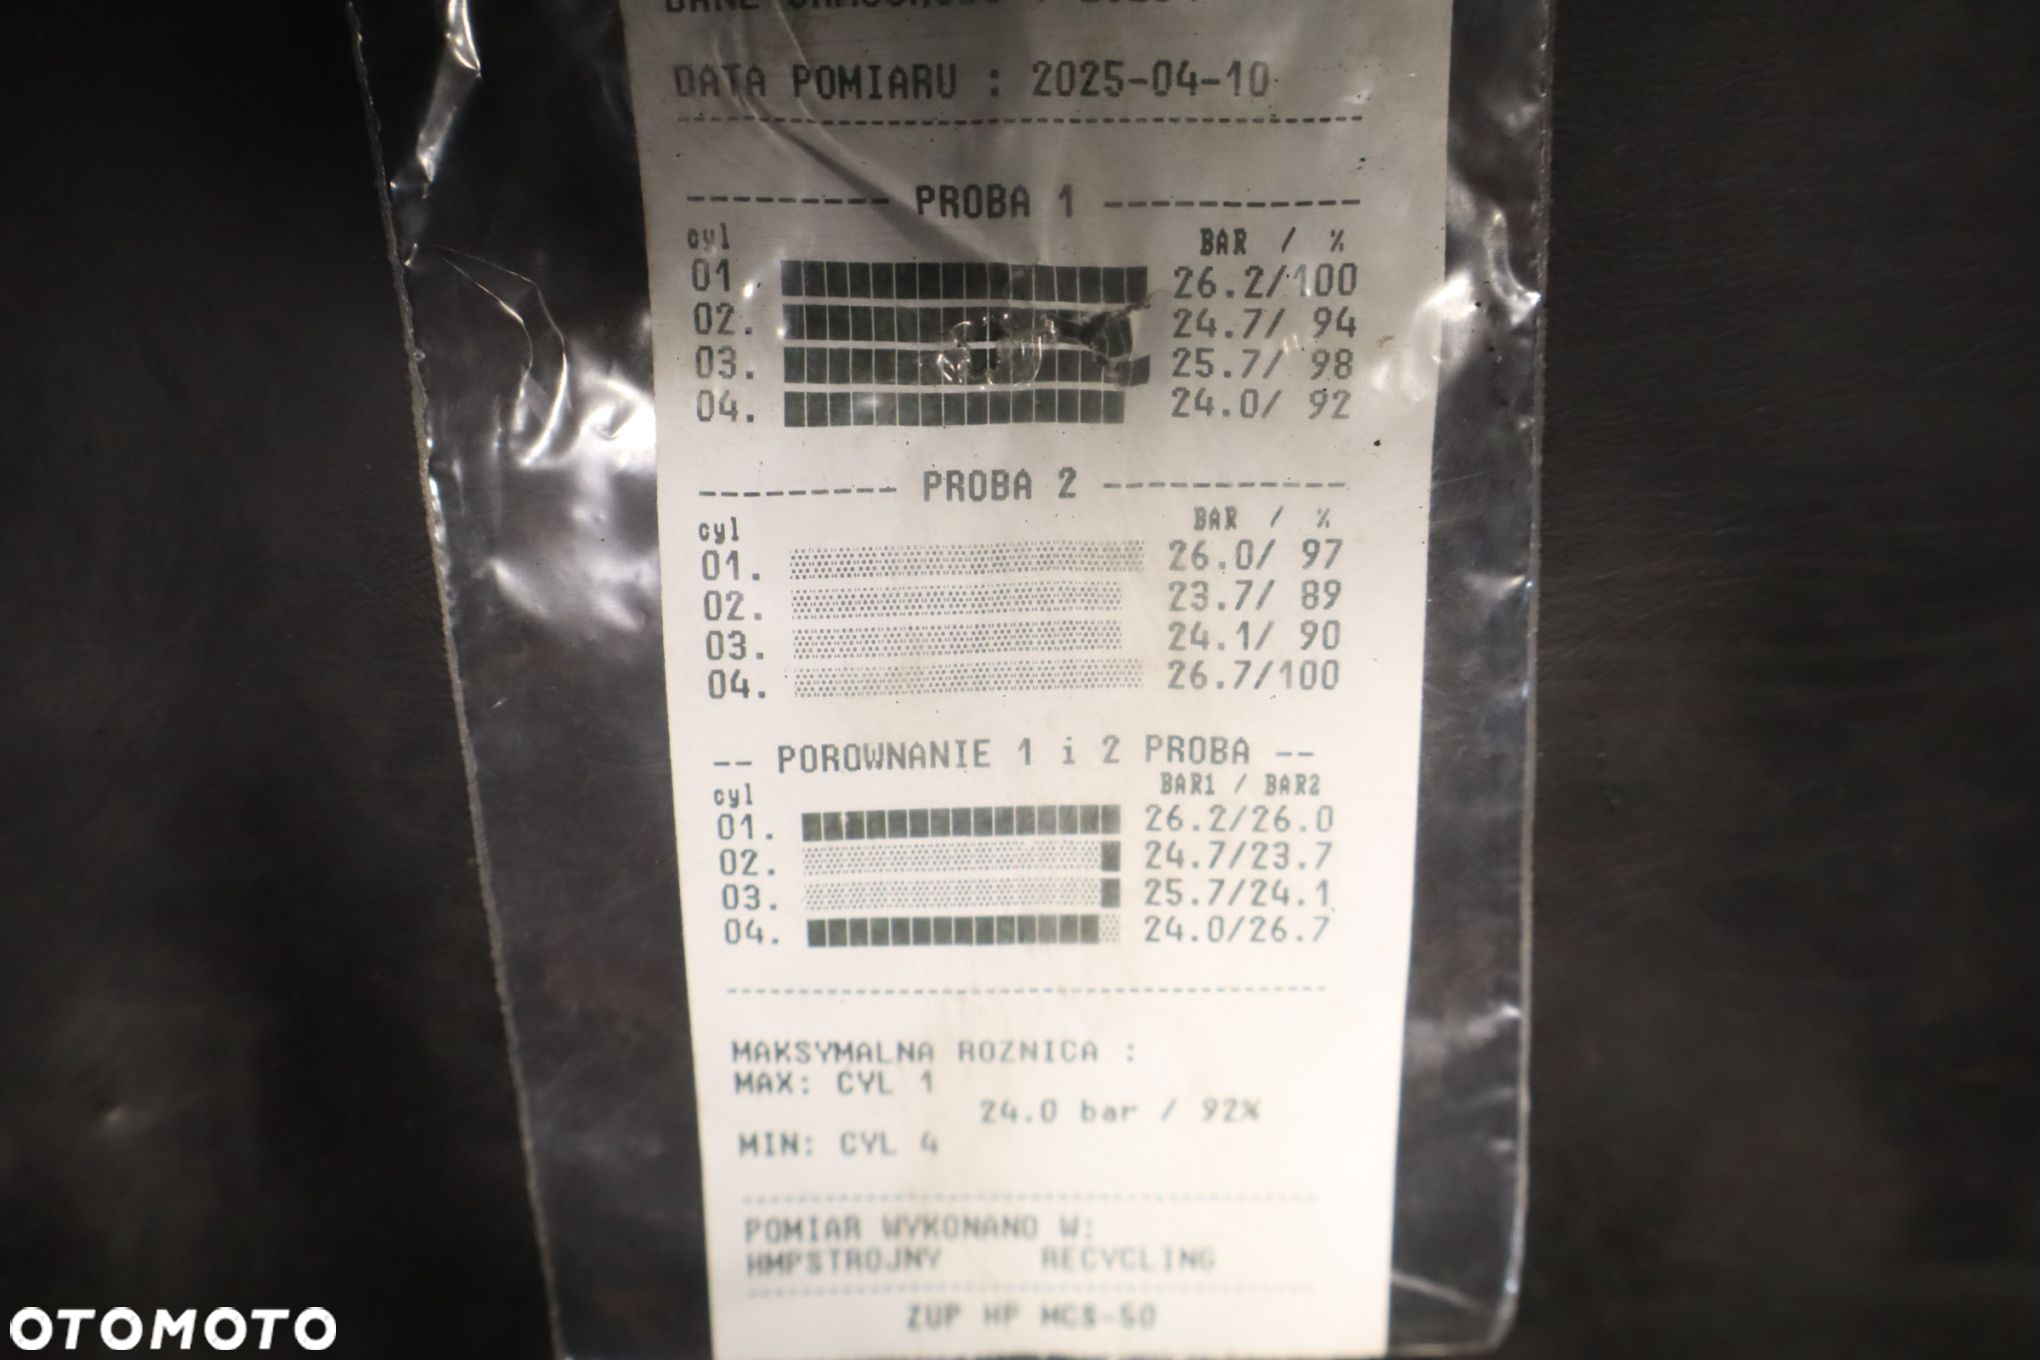 DATA POMIARU : 2025-04-10
--------- PROBA 1 -----------
cyl BAR / %
01 26.2/100
02. 24.7/ 94
03. 25.7/ 98
04. 24.0/ 92
--------- PROBA 2 -----------
cyl BAR / %
01. 26.0/ 97
02. 23.7/ 89
03. 24.1/ 90
04. 26.7/100
-- POROWNANIE 1 i 2 PROBA --
cyl BAR1 / BAR2
01. 26.2/26.0
02. 24.7/23.7
03. 25.7/24.1
04. 24.0/26.7
MAKSYMALNA ROZNICA :
MAX: CYL 1
24.0 bar / 92%
MIN: CYL 4
POMIAR WYKONANO W:
HMPSTROJNY RECYCLING
ZUP HP MCS-50
OTOMOTO